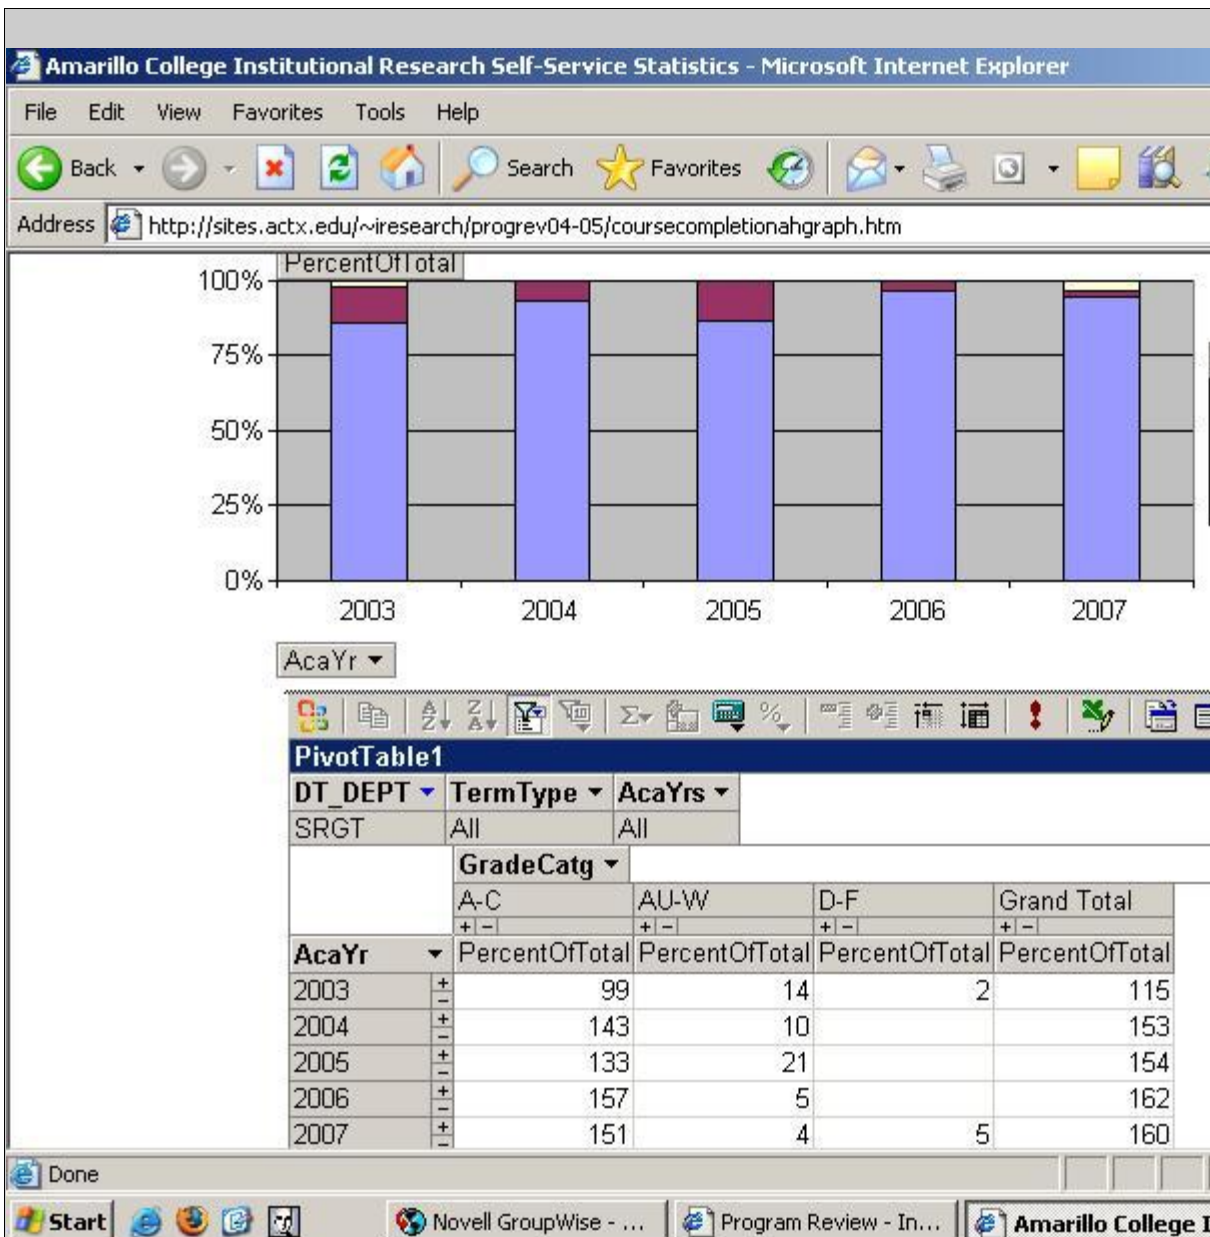 Amarillo College Institutional Research Self-Service Statistics - Microsoft Internet Explorer
File Edit View Favorites Tools Help
Back Search Favorites
Address http://sites.actx.edu/~iresearch/progrev04-05/coursecompletionahgraph.htm
PercentOfTotal
100%
75%
50%
25%
0%
2003 2004 2005 2006 2007
AcaYr
PivotTable1
DT_DEPT TermType AcaYrs
SRGT All All
GradeCatg
A-C AU-W D-F Grand Total
+ - + - + - + -
AcaYr PercentOfTotal PercentOfTotal PercentOfTotal PercentOfTotal
2003 + - 99 14 2 115
2004 + - 143 10 153
2005 + - 133 21 154
2006 + - 157 5 162
2007 + - 151 4 5 160
Done
Start Novell GroupWise - ... Program Review - In... Amarillo College I